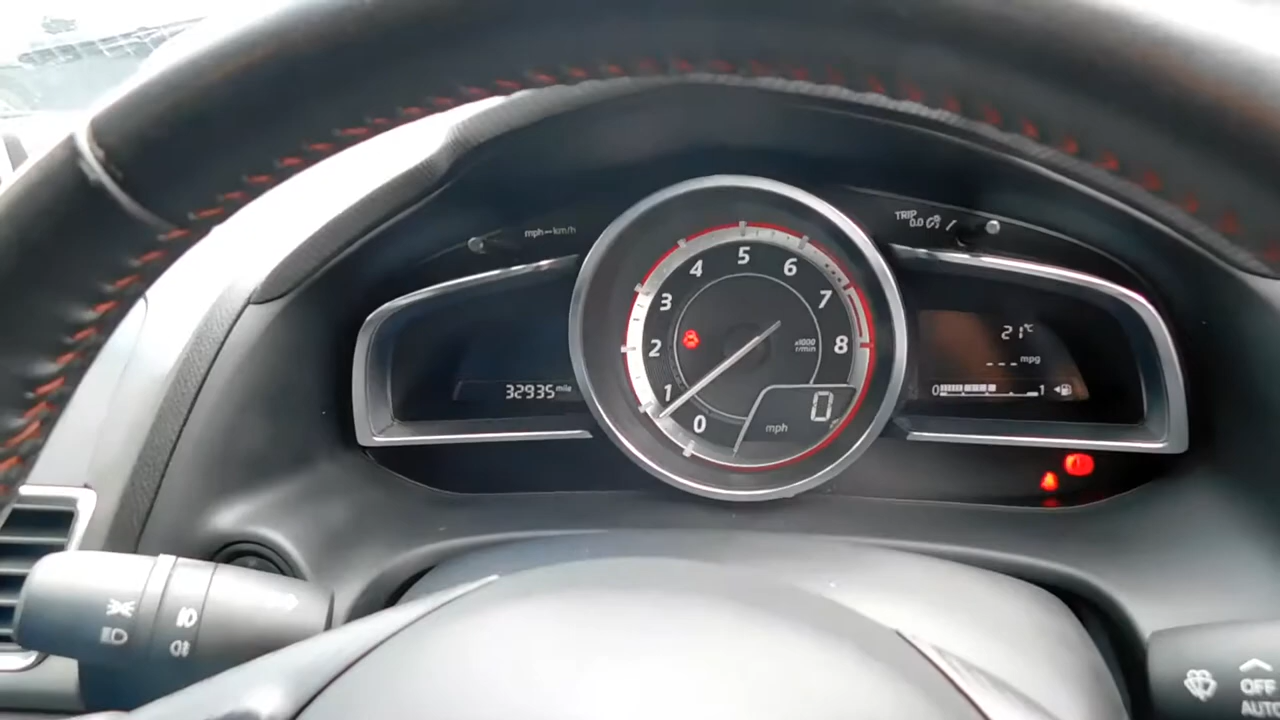 mph–km/h
TRIP
0.0
5
4
6
3
7
2
x1000
r/min
8
1
0
mph
0
32935 mile
21°C
--- mpg
0
1
OFF
AUTO